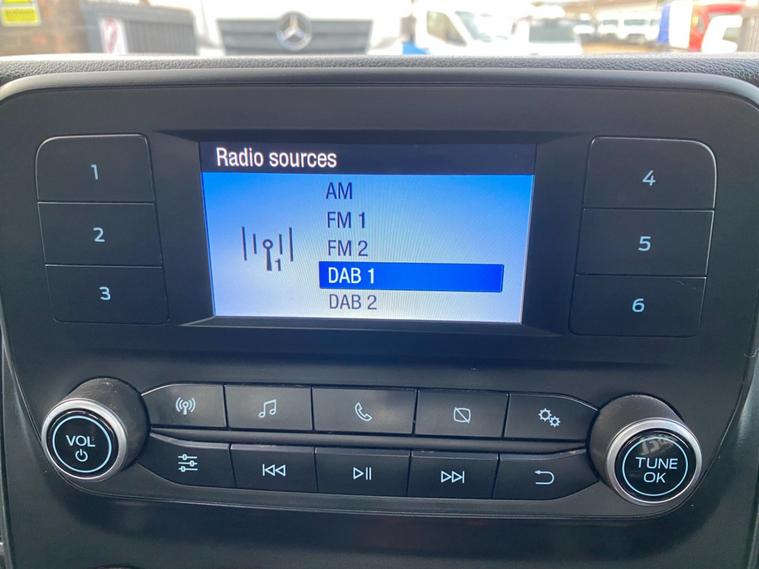 Radio sources
AM
FM 1
FM 2
DAB 1
DAB 2
1
1
2
3
4
5
6
VOL
TUNE
OK